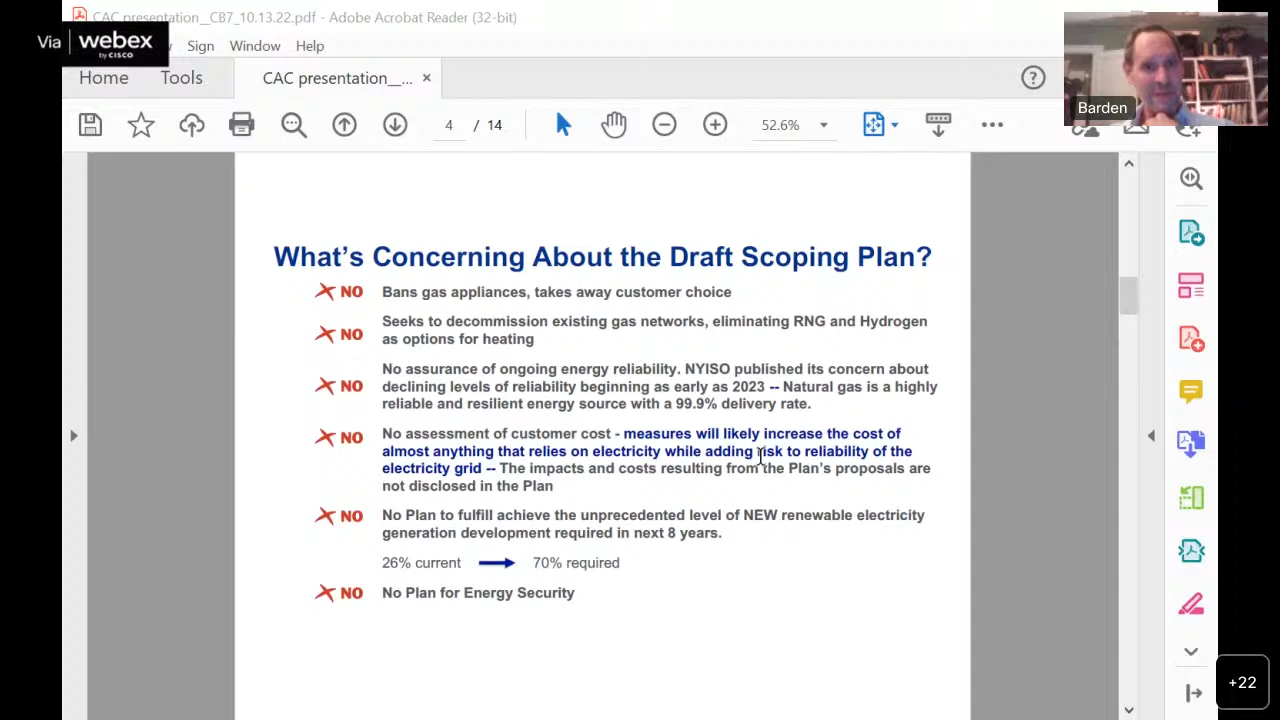 CAC presentation__CB7_10.13.22.pdf - Adobe Acrobat Reader (32-bit)
Via webex
by CISCO
Sign Window Help
Home Tools CAC presentation__... ×
4 / 14 52.6%
Barden
What's Concerning About the Draft Scoping Plan?
NO Bans gas appliances, takes away customer choice
NO Seeks to decommission existing gas networks, eliminating RNG and Hydrogen
as options for heating
NO No assurance of ongoing energy reliability. NYISO published its concern about
declining levels of reliability beginning as early as 2023 -- Natural gas is a highly
reliable and resilient energy source with a 99.9% delivery rate.
NO No assessment of customer cost - measures will likely increase the cost of
almost anything that relies on electricity while adding risk to reliability of the
electricity grid -- The impacts and costs resulting from the Plan's proposals are
not disclosed in the Plan
NO No Plan to fulfill achieve the unprecedented level of NEW renewable electricity
generation development required in next 8 years.
26% current 70% required
NO No Plan for Energy Security
+22